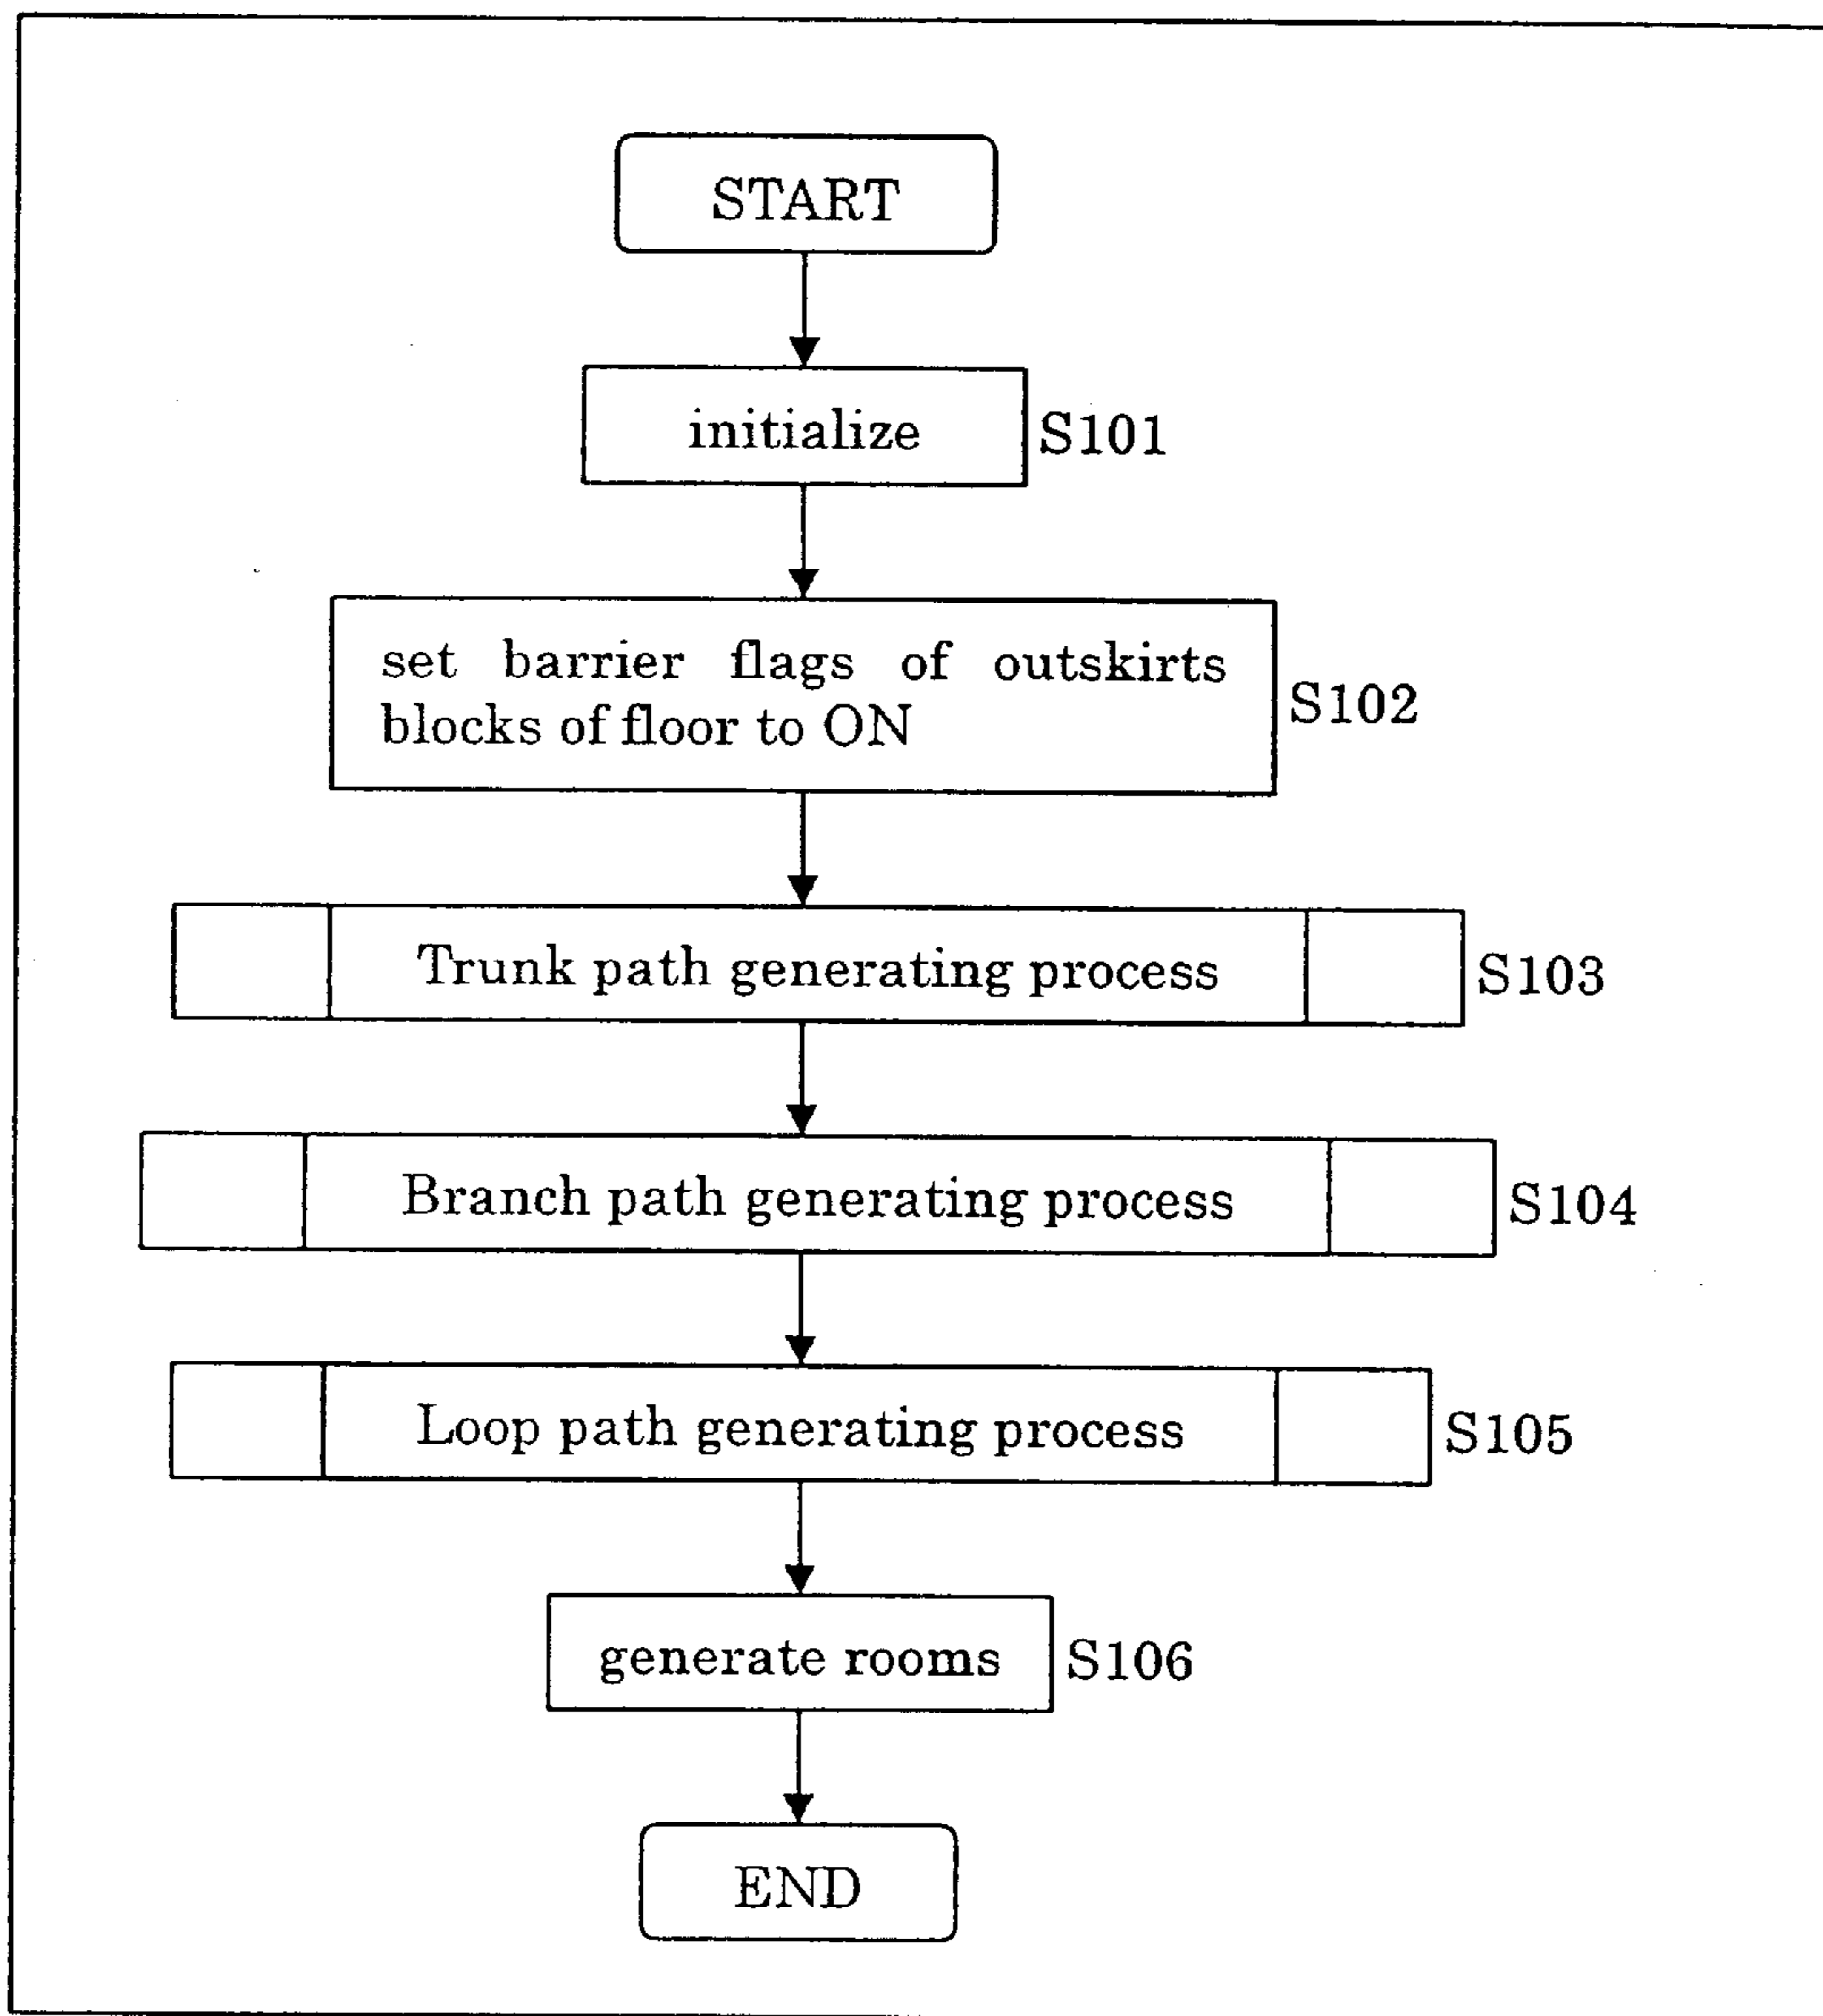 START
initialize
S101
set barrier flags of outskirts
blocks of floor to ON
S102
Trunk path generating process
S103
Branch path generating process
S104
Loop path generating process
S105
generate rooms
S106
END